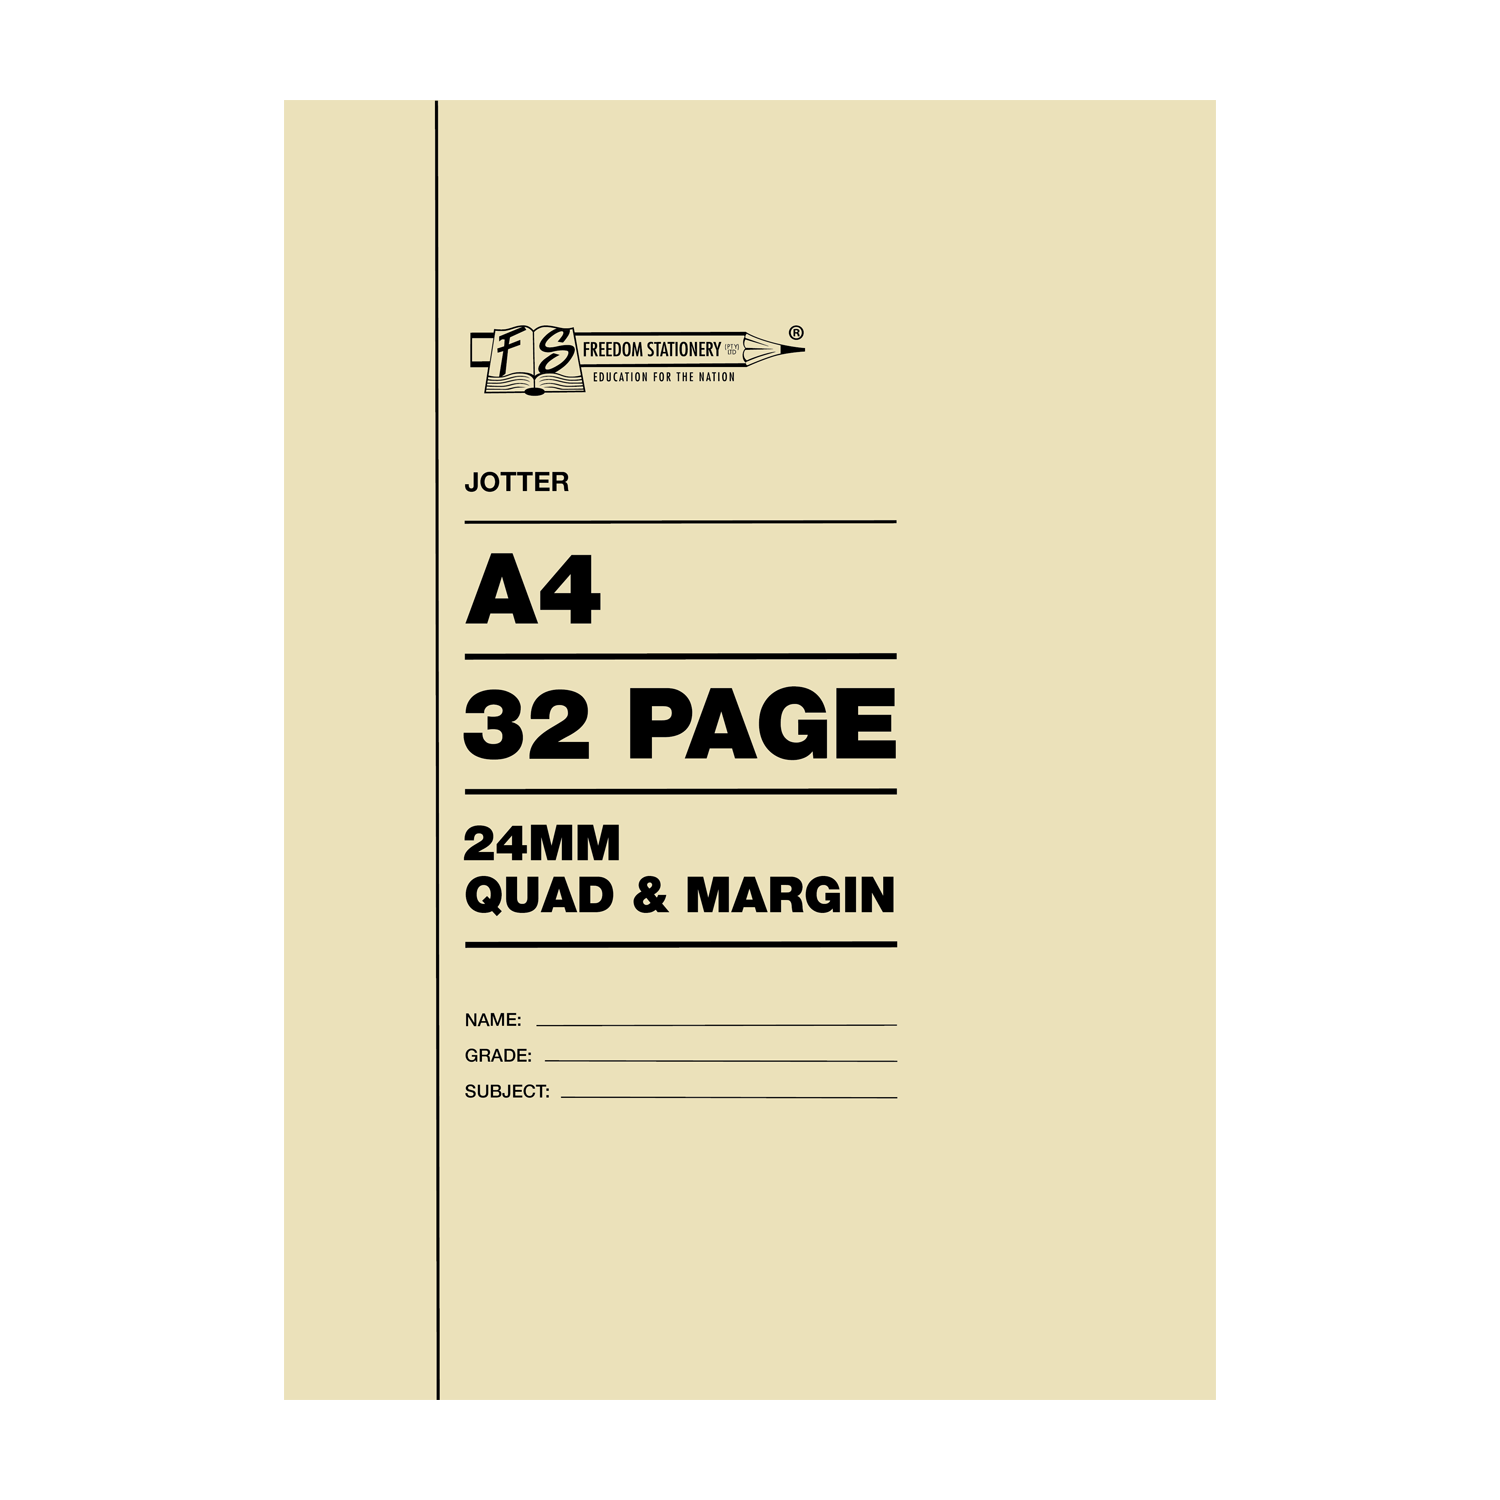 FS FREEDOM STATIONERY (PTY) LTD ®
EDUCATION FOR THE NATION
JOTTER
A4
32 PAGE
24MM
QUAD & MARGIN
NAME:
GRADE:
SUBJECT: